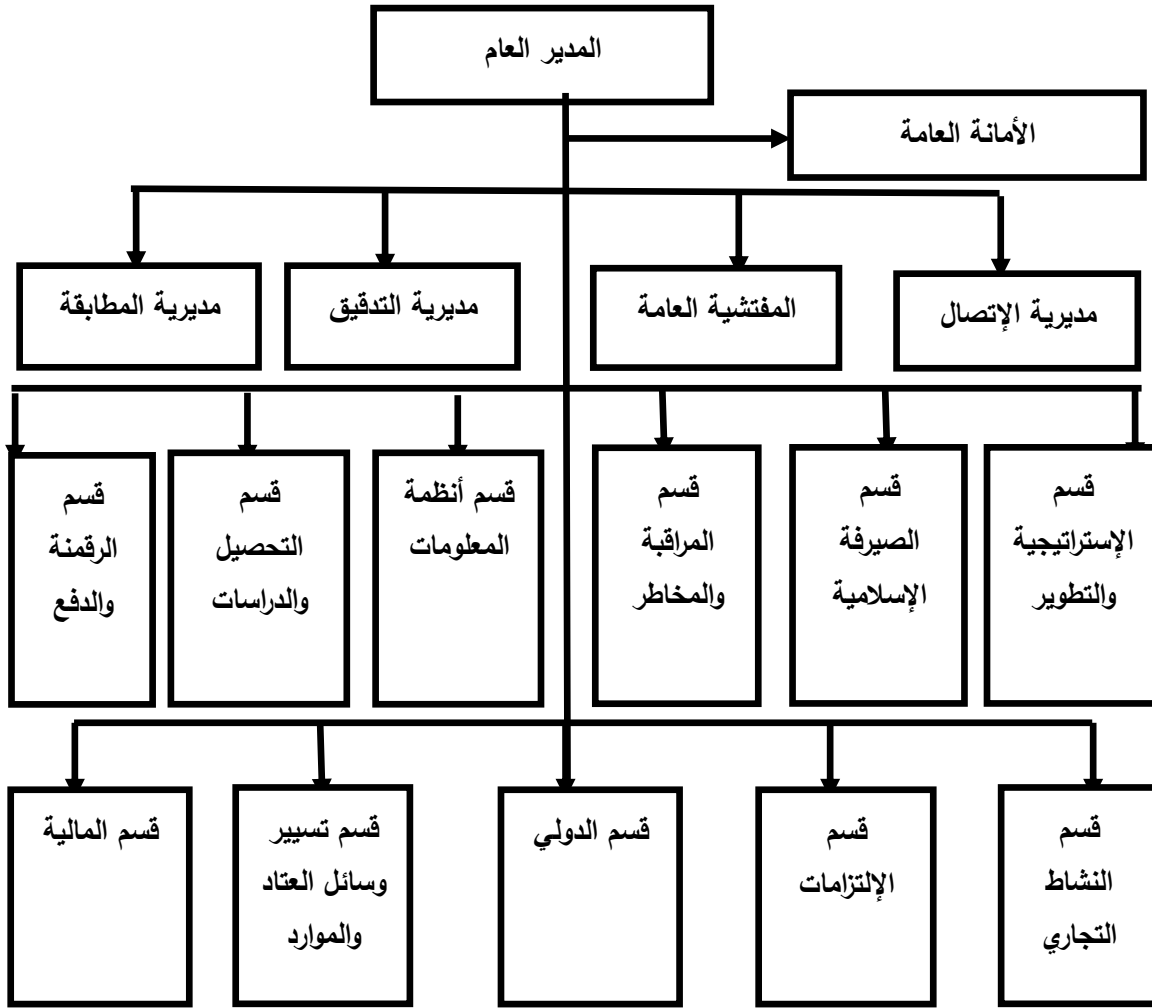 المدير العام
الأمانة العامة
مديرية الإتصال
المفتشية العامة
مديرية التدقيق
مديرية المطابقة
قسم
الإستراتيجية
والتطوير
قسم
الصيرفة
الإسلامية
قسم
المراقبة
والمخاطر
قسم أنظمة
المعلومات
قسم
التحصيل
والدراسات
قسم
الرقمنة
والدفع
قسم
النشاط
التجاري
قسم
الإلتزامات
قسم الدولي
قسم تسيير
وسائل العتاد
والموارد
قسم المالية